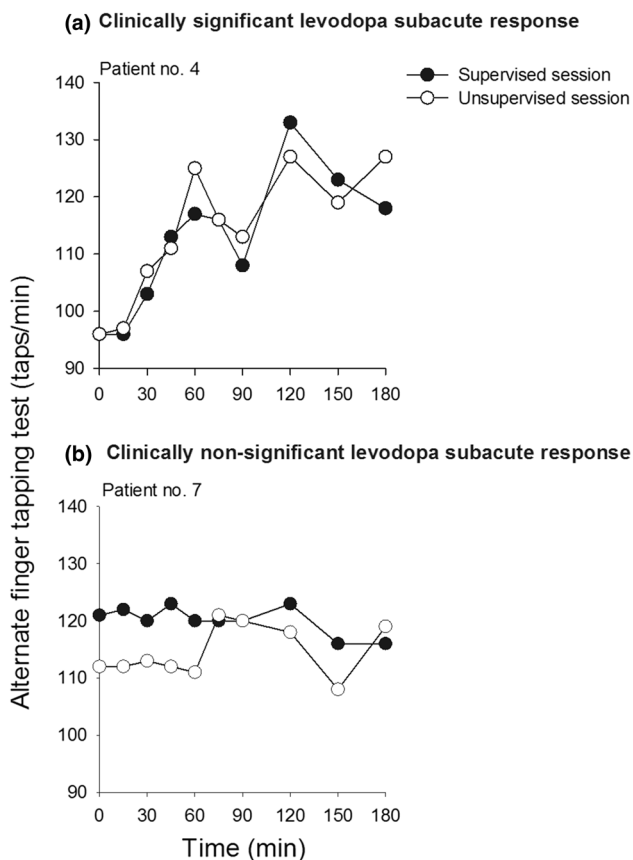 (a) Clinically significant levodopa subacute response
Patient no. 4
Supervised session
Unsupervised session
140
130
120
110
100
90
0 30 60 90 120 150 180
(b) Clinically non-significant levodopa subacute response
Patient no. 7
140
130
120
110
100
90
0 30 60 90 120 150 180
Alternate finger tapping test (taps/min)
Time (min)